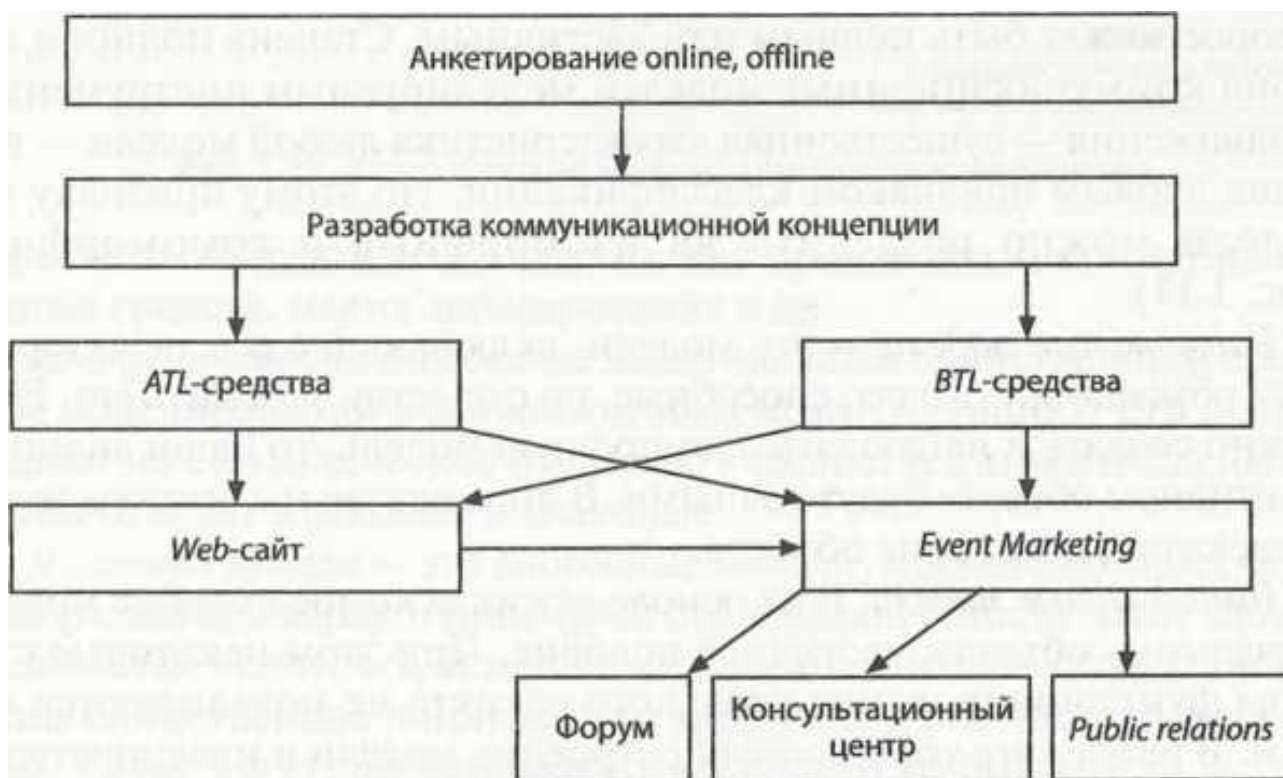 Анкетирование online, offline
Разработка коммуникационной концепции
ATL-средства
BTL-средства
Web-сайт
Event Marketing
Форум
Консультационный
центр
Public relations